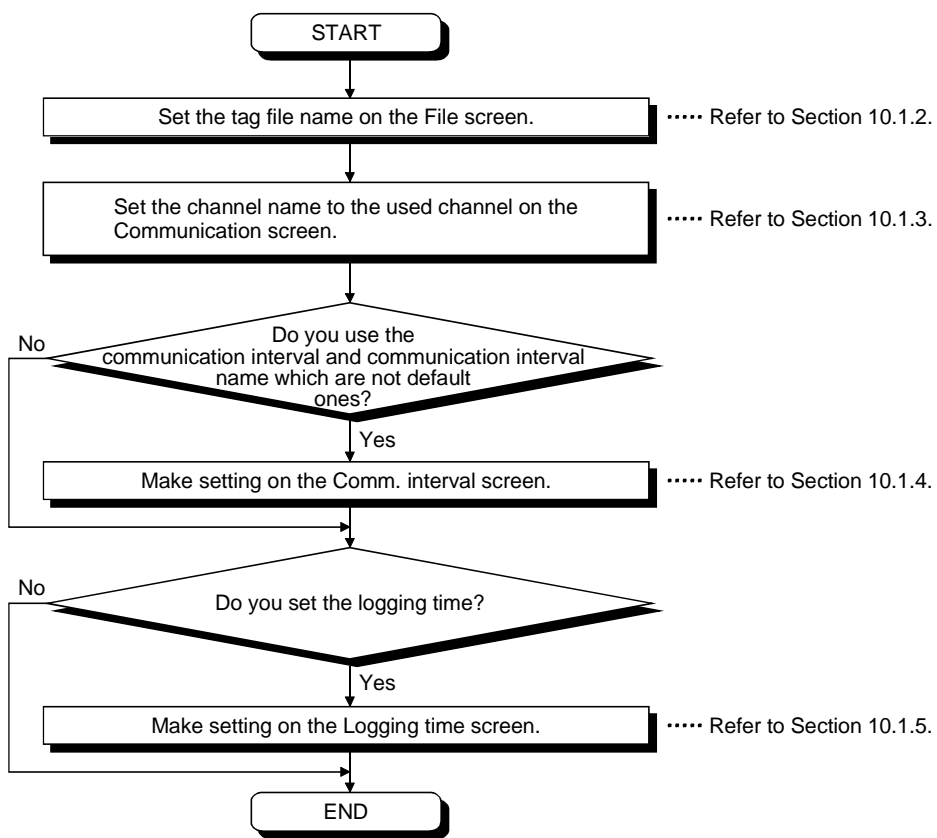 START
Set the tag file name on the File screen.
····· Refer to Section 10.1.2.
Set the channel name to the used channel on the
Communication screen.
····· Refer to Section 10.1.3.
Do you use the
communication interval and communication interval
name which are not default
ones?
No
Yes
Make setting on the Comm. interval screen.
····· Refer to Section 10.1.4.
Do you set the logging time?
No
Yes
Make setting on the Logging time screen.
····· Refer to Section 10.1.5.
END